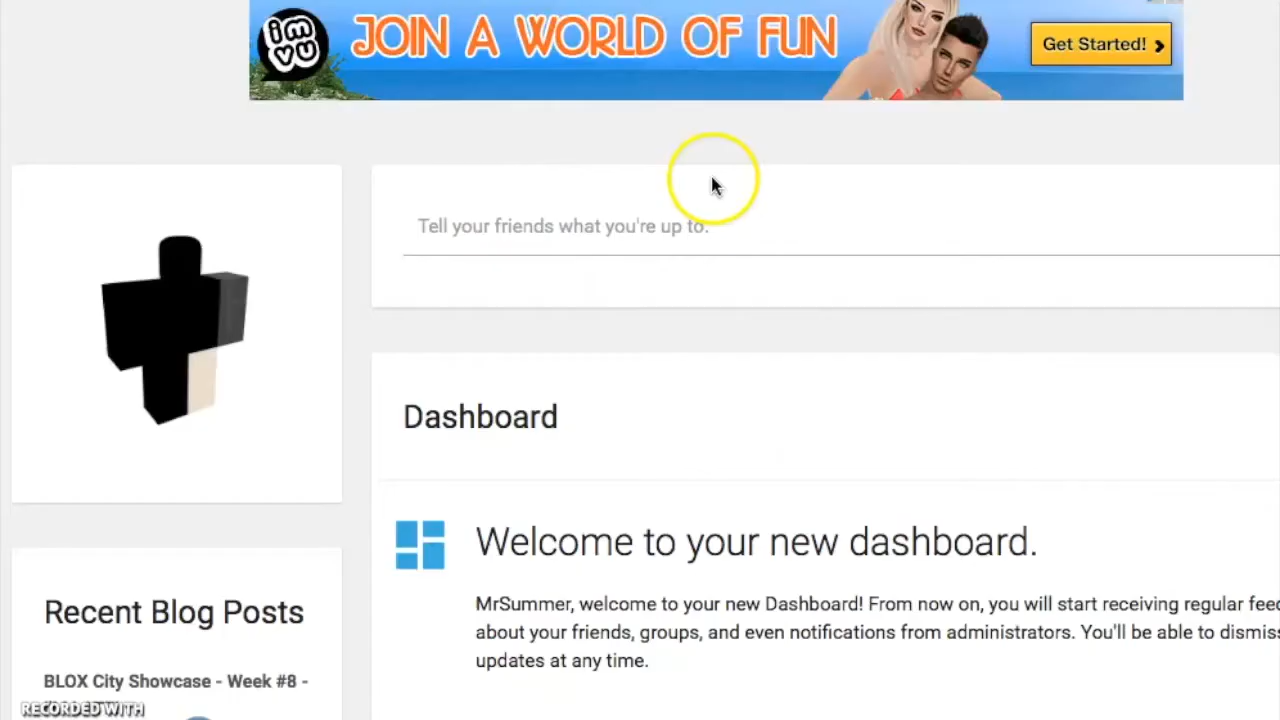 imvu
JOIN A WORLD OF FUN
Get Started!
Tell your friends what you're up to.
Dashboard
Welcome to your new dashboard.
MrSummer, welcome to your new Dashboard! From now on, you will start receiving regular feed
about your friends, groups, and even notifications from administrators. You'll be able to dismiss
updates at any time.
Recent Blog Posts
BLOX City Showcase - Week #8 -
RECORDED WITH